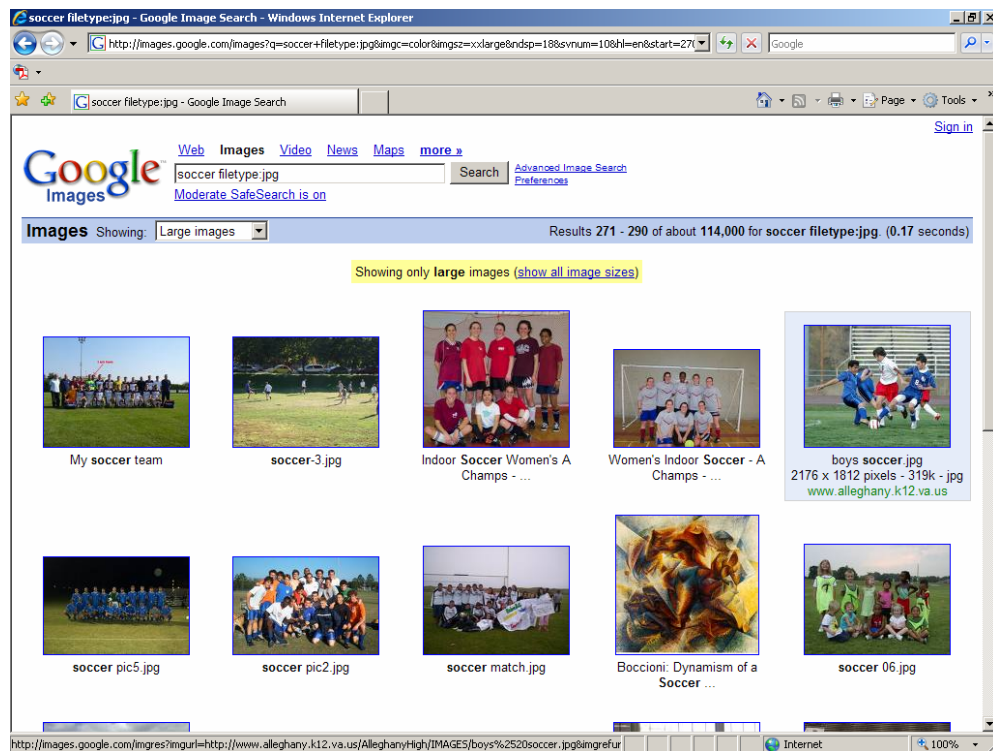 soccer filetype:jpg - Google Image Search - Windows Internet Explorer
http://images.google.com/images?q=soccer+filetype:jpg&imgc=color&imgsz=xxlarge&ndsp=18&svnum=10&hl=en&start=270
Google
soccer filetype:jpg - Google Image Search
Page
Tools
Sign in
Google
Images
Web Images Video News Maps more »
soccer filetype:jpg
Search
Advanced Image Search
Preferences
Moderate SafeSearch is on
Images Showing: Large images Results 271 - 290 of about 114,000 for soccer filetype:jpg. (0.17 seconds)
Showing only large images (show all image sizes)
My soccer team
soccer-3.jpg
Indoor Soccer Women's A
Champs - ...
Women's Indoor Soccer - A
Champs - ...
boys soccer.jpg
2176 x 1812 pixels - 319k - jpg
www.alleghany.k12.va.us
soccer pic5.jpg
soccer pic2.jpg
soccer match.jpg
Boccioni: Dynamism of a
Soccer ...
soccer 06.jpg
http://images.google.com/imgres?imgurl=http://www.alleghany.k12.va.us/AlleghanyHigh/IMAGES/boys%2520soccer.jpg&imgrefur
Internet
100%